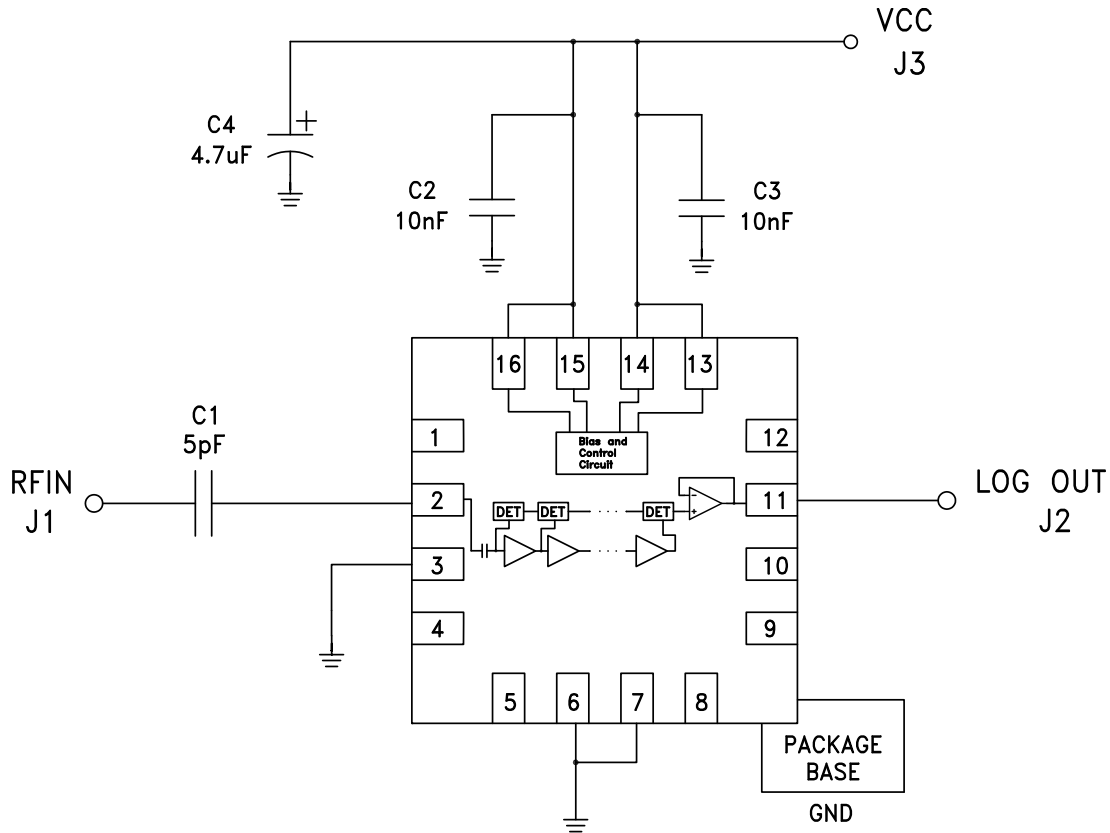 VCC
J3
C4
4.7uF
+
C2
10nF
C3
10nF
16 15 14 13
C1
5pF
Bias and
Control
Circuit
1
12
RFIN
J1
2
11
LOG OUT
J2
DET DET DET
-
+
3
10
4
9
5 6 7 8
PACKAGE
BASE
GND